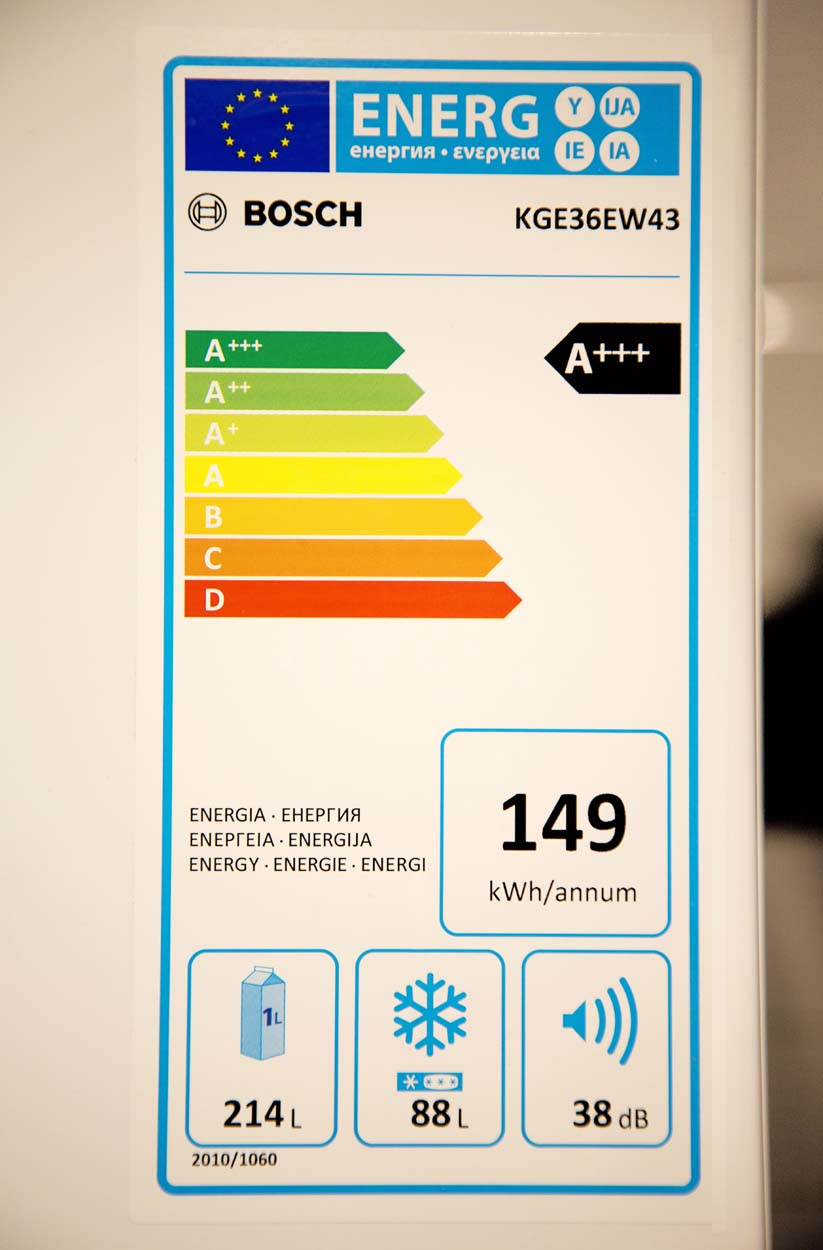 ENERG Y IJA
енергия · ενεργεια IE IA
BOSCH KGE36EW43
A+++ A+++
A++
A+
A
B
C
D
ENERGIA · ЕНЕРГИЯ
ΕΝΕΡΓΕΙΑ · ENERGIJA
ENERGY · ENERGIE · ENERGI
149
kWh/annum
1L
214 L 88 L 38 dB
2010/1060